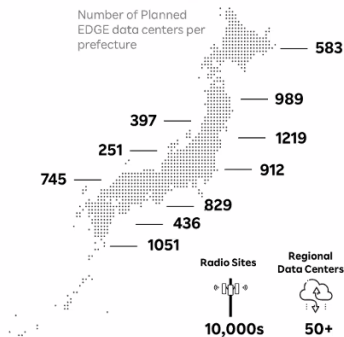 Number of Planned
EDGE data centers per
prefecture
583
989
397
1219
251
912
745
829
436
1051
Radio Sites
Regional
Data Centers
10,000s
50+